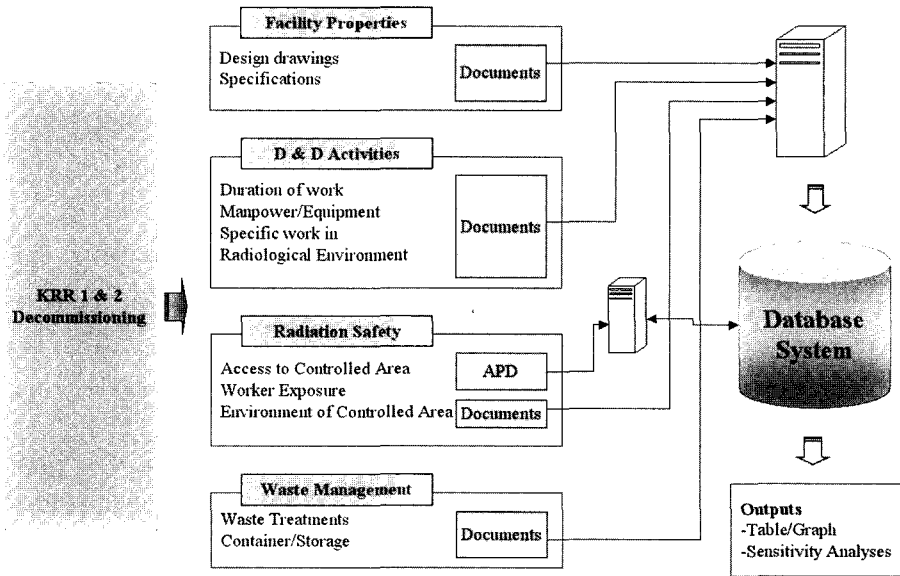 Facility Properties
Design drawings
Specifications
Documents
D & D Activities
Duration of work
Manpower/Equipment
Specific work in
Radiological Environment
Documents
KRR 1 & 2
Decommissioning
Radiation Safety
Access to Controlled Area
Worker Exposure
Environment of Controlled Area
APD
Documents
Waste Management
Waste Treatments
Container/Storage
Documents
Database
System
Outputs
-Table/Graph
-Sensitivity Analyses